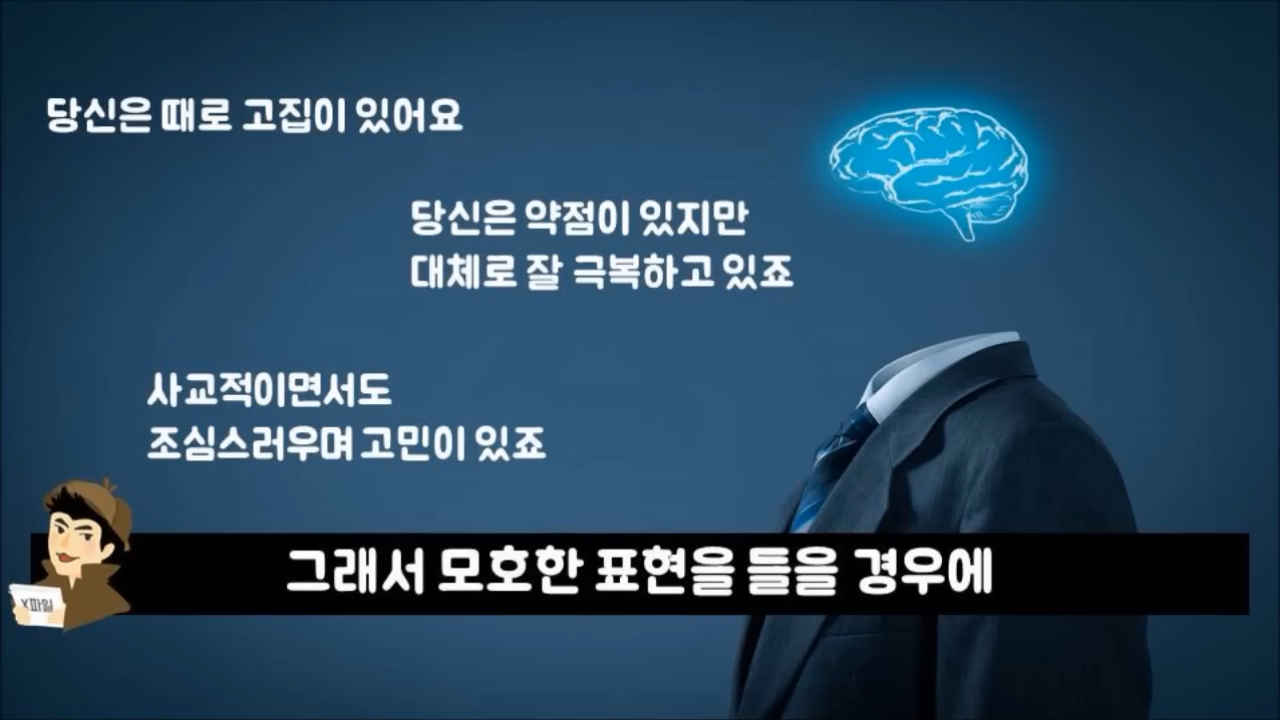 당신은 때로 고집이 있어요
당신은 약점이 있지만
대체로 잘 극복하고 있죠
사교적이면서도
조심스러우며 고민이 있죠
그래서 모호한 표현을 들을 경우에
X파일